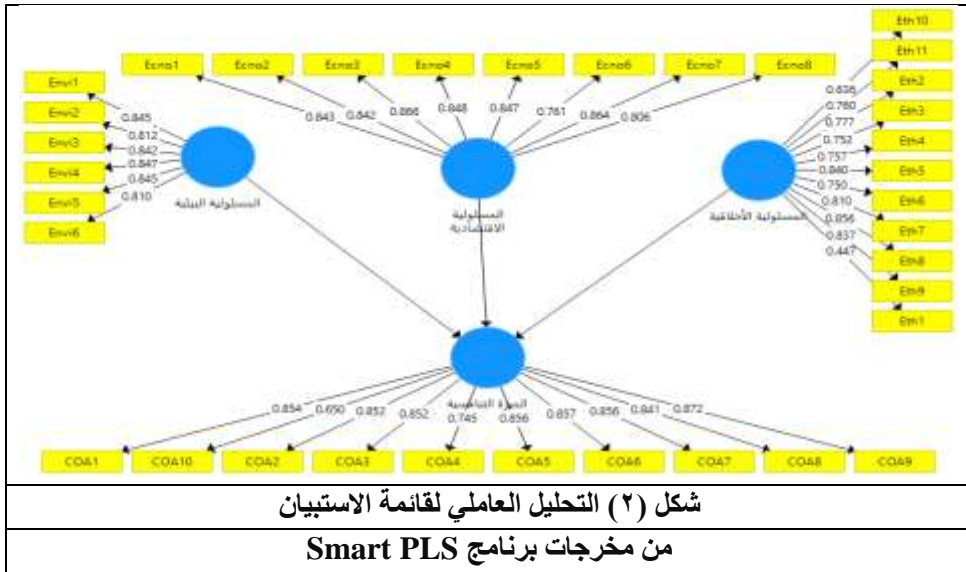 Eth10
Ecno1 Ecno2 Ecno3 Ecno4 Ecno5 Ecno6 Ecno7 Ecno8
Eth11
Envi1
Eth2
Envi2
Eth3
Envi3
Eth4
Envi4
Eth5
Envi5
Eth6
Envi6
Eth7
Eth8
Eth9
Eth1
0.845
0.812
0.842
0.847
0.845
0.810
0.843 0.842 0.866 0.848 0.847 0.761 0.864 0.806
0.836
0.760
0.777
0.752
0.757
0.840
0.750
0.810
0.856
0.837
0.447
المسئولية البيئية
المسئولية
الاقتصادية
المسئولية الأخلاقية
الميزة التنافسية
0.854 0.650 0.852 0.852 0.745 0.856 0.857 0.856 0.841 0.872
COA1 COA10 COA2 COA3 COA4 COA5 COA6 COA7 COA8 COA9
شكل (٢) التحليل العاملي لقائمة الاستبيان
من مخرجات برنامج Smart PLS